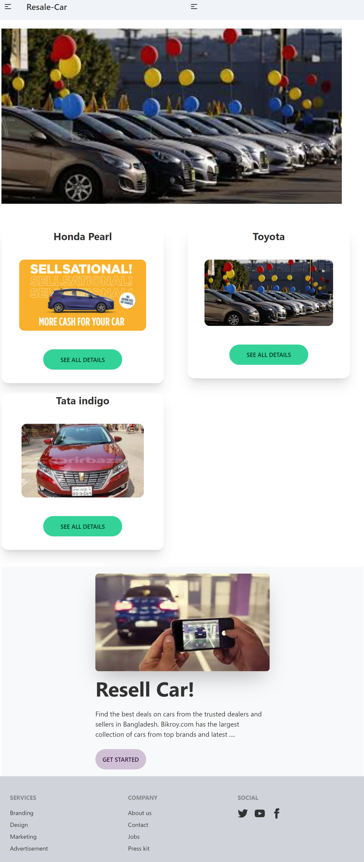 Resale-Car
Honda Pearl
Toyota
SELLSATIONAL!
MORE CASH FOR YOUR CAR
SEE ALL DETAILS
SEE ALL DETAILS
Tata indigo
SEE ALL DETAILS
Resell Car!
Find the best deals on cars from the trusted dealers and
sellers in Bangladesh. Bikroy.com has the largest
collection of cars from top brands and latest ....
GET STARTED
SERVICES
Branding
Design
Marketing
Advertisement
COMPANY
About us
Contact
Jobs
Press kit
SOCIAL